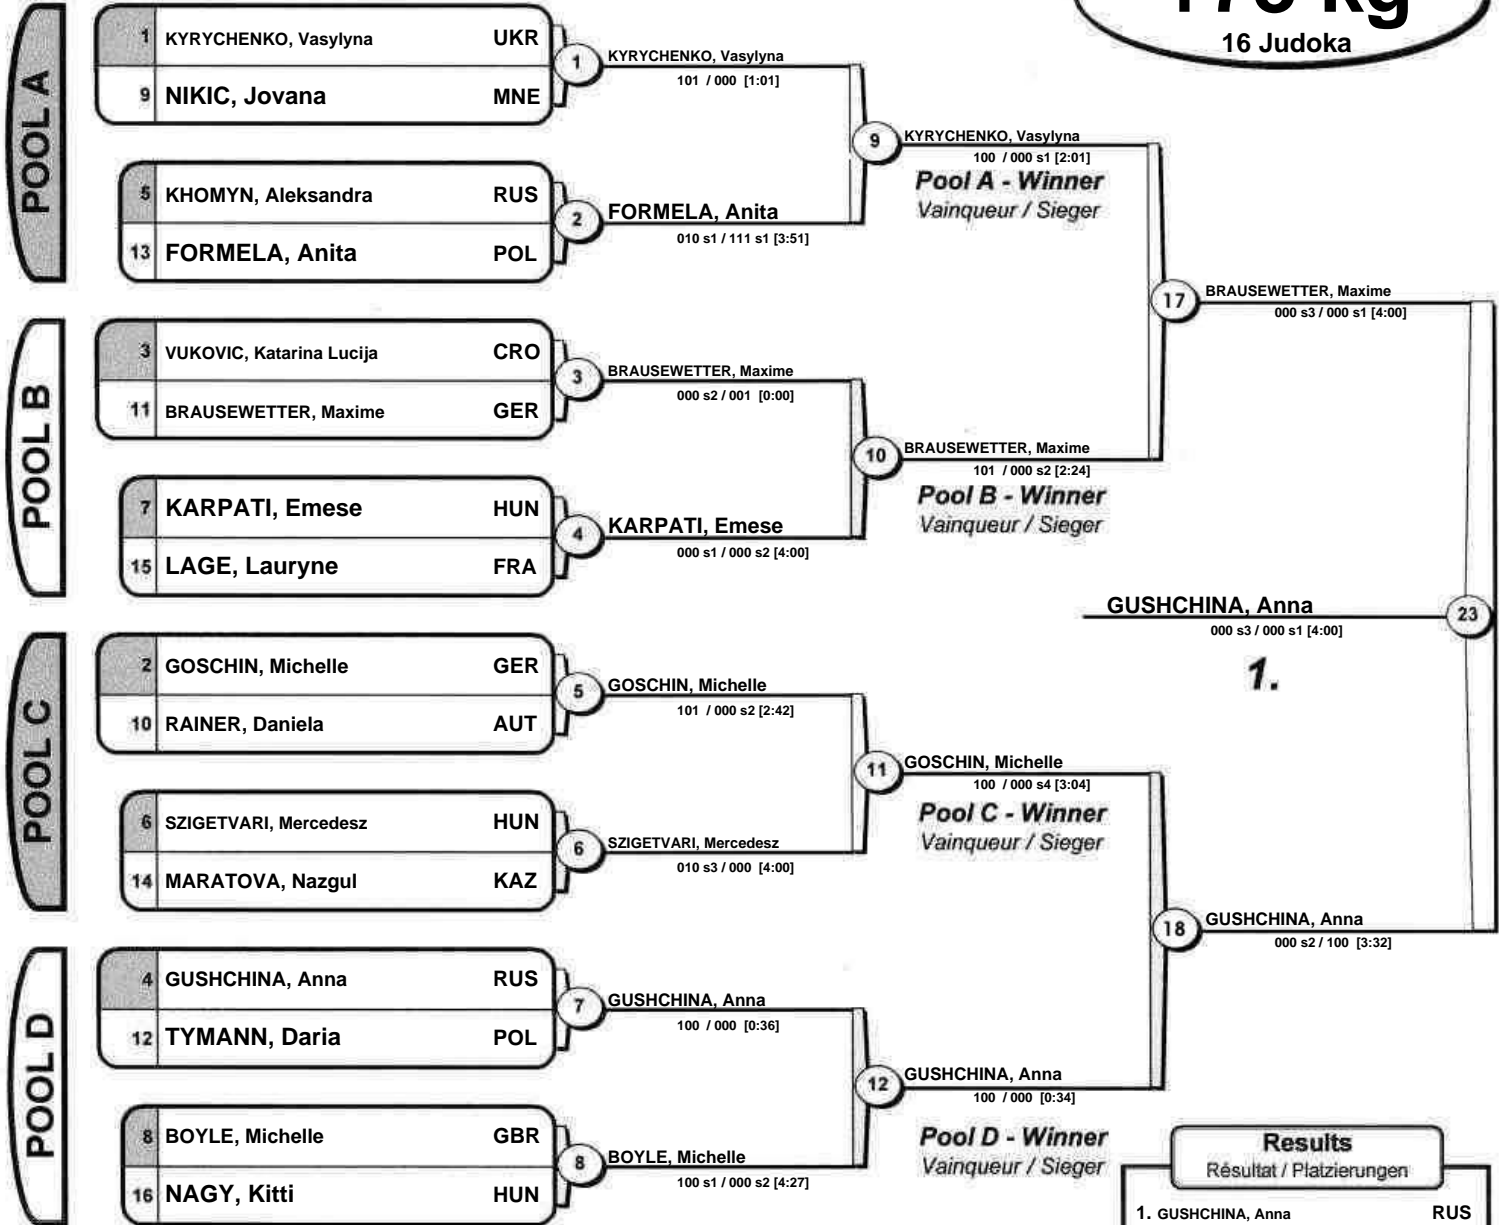 16 Judoka
POOL A
1 KYRYCHENKO, Vasylyna UKR
9 NIKIC, Jovana MNE
1
KYRYCHENKO, Vasylyna
101 / 000 [1:01]
5 KHOMYN, Aleksandra RUS
13 FORMELA, Anita POL
2
FORMELA, Anita
010 s1 / 111 s1 [3:51]
9
KYRYCHENKO, Vasylyna
100 / 000 s1 [2:01]
Pool A - Winner
Vainqueur / Sieger
POOL B
3 VUKOVIC, Katarina Lucija CRO
11 BRAUSEWETTER, Maxime GER
3
BRAUSEWETTER, Maxime
000 s2 / 001 [0:00]
7 KARPATI, Emese HUN
15 LAGE, Lauryne FRA
4
KARPATI, Emese
000 s1 / 000 s2 [4:00]
10
BRAUSEWETTER, Maxime
101 / 000 s2 [2:24]
Pool B - Winner
Vainqueur / Sieger
17
BRAUSEWETTER, Maxime
000 s3 / 000 s1 [4:00]
GUSHCHINA, Anna
000 s3 / 000 s1 [4:00]
1.
23
POOL C
2 GOSCHIN, Michelle GER
10 RAINER, Daniela AUT
5
GOSCHIN, Michelle
101 / 000 s2 [2:42]
6 SZIGETVARI, Mercedesz HUN
14 MARATOVA, Nazgul KAZ
6
SZIGETVARI, Mercedesz
010 s3 / 000 [4:00]
11
GOSCHIN, Michelle
100 / 000 s4 [3:04]
Pool C - Winner
Vainqueur / Sieger
POOL D
4 GUSHCHINA, Anna RUS
12 TYMANN, Daria POL
7
GUSHCHINA, Anna
100 / 000 [0:36]
8 BOYLE, Michelle GBR
16 NAGY, Kitti HUN
8
BOYLE, Michelle
100 s1 / 000 s2 [4:27]
12
GUSHCHINA, Anna
100 / 000 [0:34]
Pool D - Winner
Vainqueur / Sieger
18
GUSHCHINA, Anna
000 s2 / 100 [3:32]
Results
Résultat / Platzierungen
1. GUSHCHINA, Anna RUS